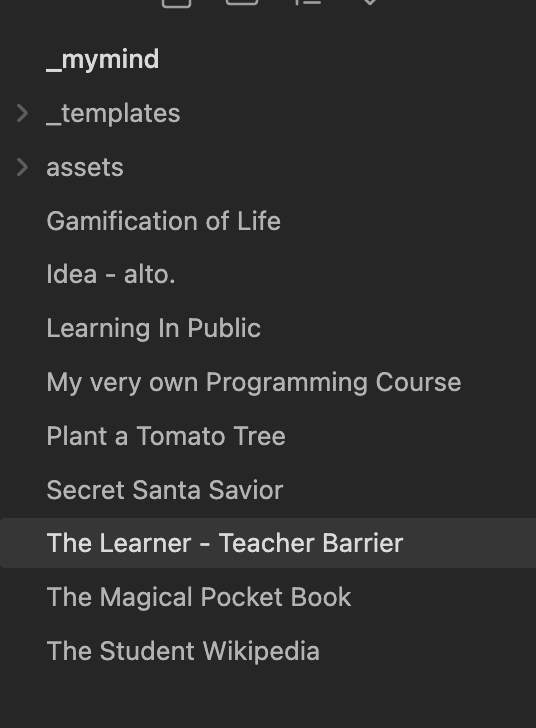 _mymind
_templates
assets
Gamification of Life
Idea - alto.
Learning In Public
My very own Programming Course
Plant a Tomato Tree
Secret Santa Savior
The Learner - Teacher Barrier
The Magical Pocket Book
The Student Wikipedia